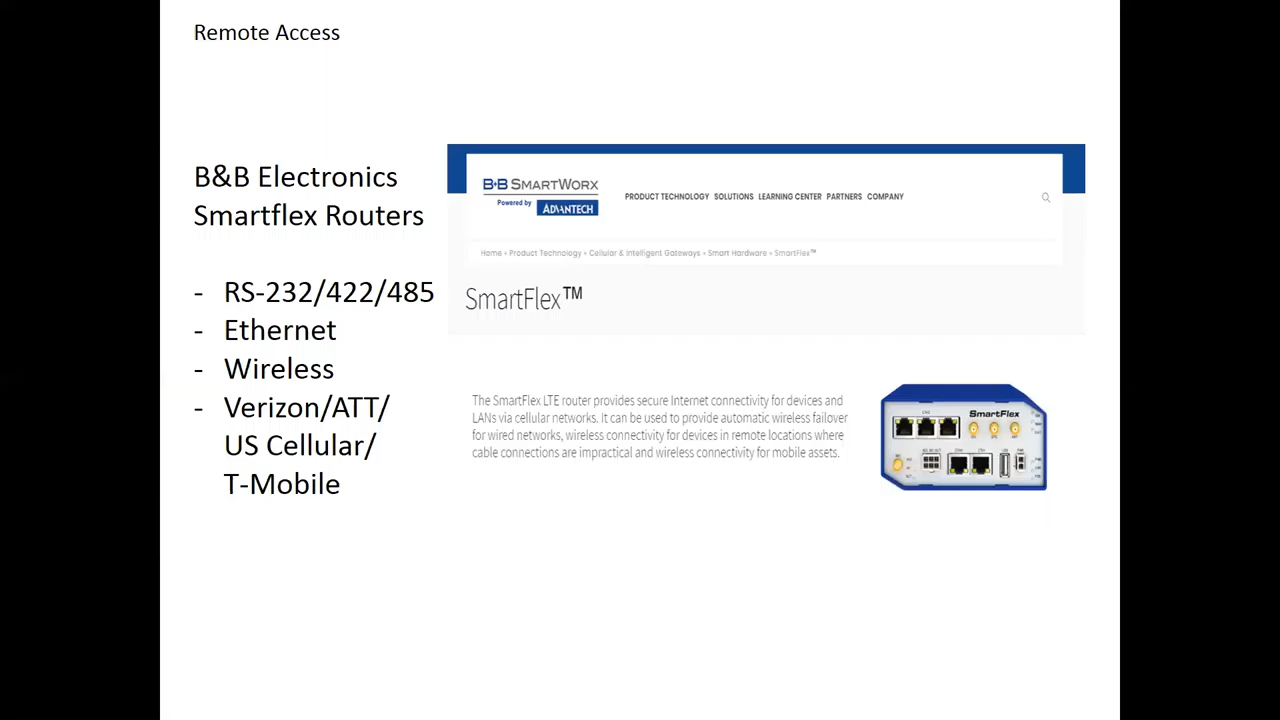 Remote Access
B&B Electronics
Smartflex Routers
- RS-232/422/485
- Ethernet
- Wireless
- Verizon/ATT/
US Cellular/
T-Mobile
B+B SMARTWORX
Powered by ADVANTECH
PRODUCT TECHNOLOGY SOLUTIONS LEARNING CENTER PARTNERS COMPANY
Home » Product Technology » Cellular & Intelligent Gateways » Smart Hardware » SmartFlex™
SmartFlex™
The SmartFlex LTE router provides secure Internet connectivity for devices and
LANs via cellular networks. It can be used to provide automatic wireless failover
for wired networks, wireless connectivity for devices in remote locations where
cable connections are impractical and wireless connectivity for mobile assets.
SmartFlex